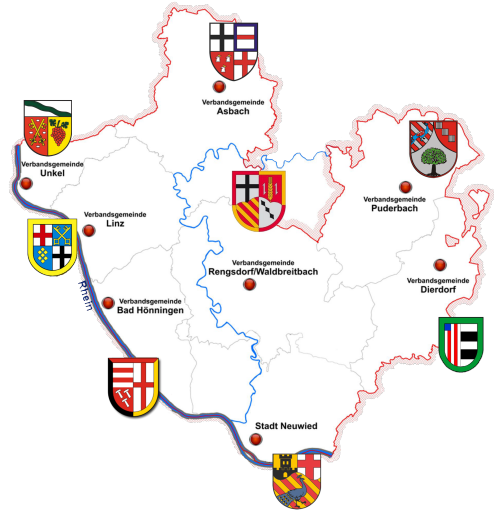 Verbandsgemeinde
Asbach
Verbandsgemeinde
Unkel
Verbandsgemeinde
Puderbach
Verbandsgemeinde
Linz
Verbandsgemeinde
Rengsdorf/Waldbreitbach
Verbandsgemeinde
Dierdorf
Rhein
Verbandsgemeinde
Bad Hönningen
Stadt Neuwied